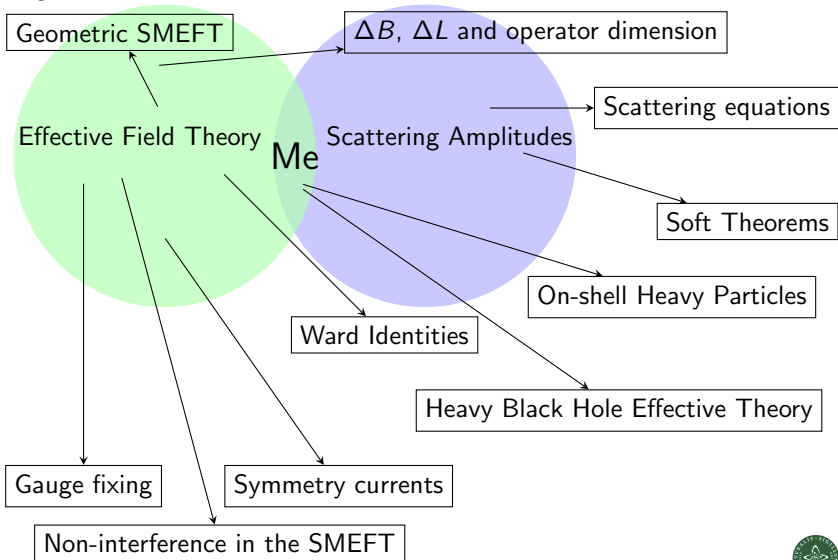 Geometric SMEFT
ΔB, ΔL and operator dimension
Scattering equations
Effective Field Theory
Scattering Amplitudes
Me
Soft Theorems
On-shell Heavy Particles
Ward Identities
Heavy Black Hole Effective Theory
Gauge fixing
Symmetry currents
Non-interference in the SMEFT